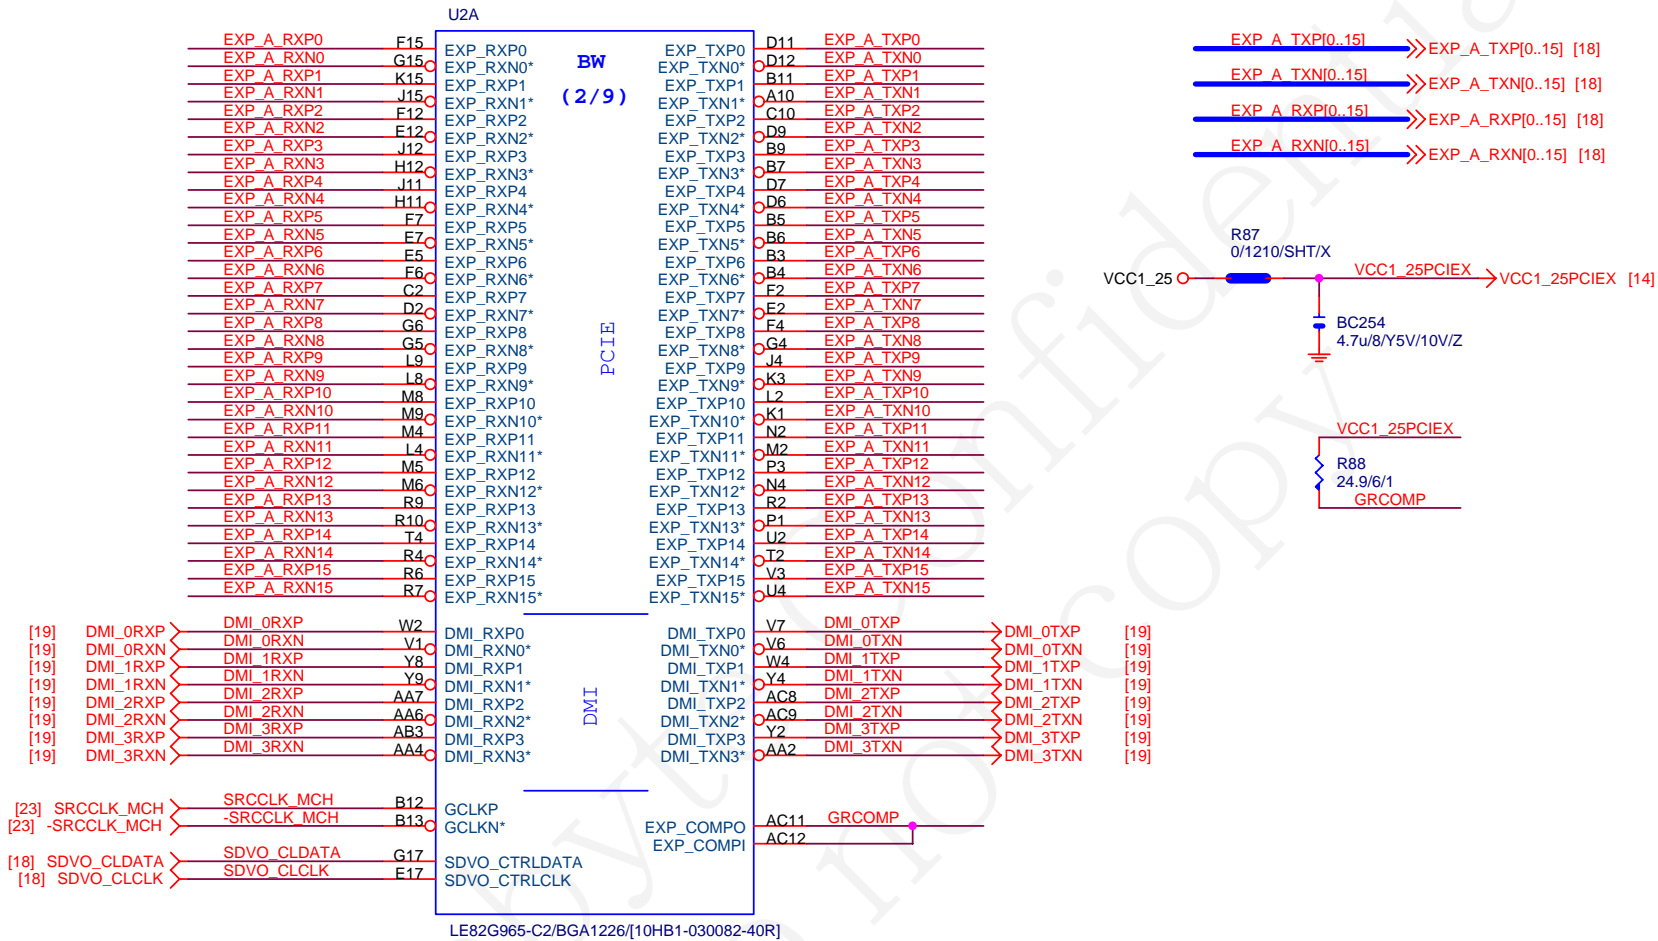 U2A
EXP_A_RXP0 F15 EXP_RXP0 BW EXP_TXP0 D11 EXP_A_TXP0
EXP_A_RXN0 G15 EXP_RXN0* EXP_TXN0* D12 EXP_A_TXN0
EXP_A_RXP1 K15 EXP_RXP1 (2/9) EXP_TXP1 B11 EXP_A_TXP1
EXP_A_RXN1 J15 EXP_RXN1* EXP_TXN1* A10 EXP_A_TXN1
EXP_A_RXP2 F12 EXP_RXP2 EXP_TXP2 C10 EXP_A_TXP2
EXP_A_RXN2 E12 EXP_RXN2* EXP_TXN2* D9 EXP_A_TXN2
EXP_A_RXP3 J12 EXP_RXP3 EXP_TXP3 B9 EXP_A_TXP3
EXP_A_RXN3 H12 EXP_RXN3* EXP_TXN3* B7 EXP_A_TXN3
EXP_A_RXP4 J11 EXP_RXP4 EXP_TXP4 D7 EXP_A_TXP4
EXP_A_RXN4 H11 EXP_RXN4* EXP_TXN4* D6 EXP_A_TXN4
EXP_A_RXP5 F7 EXP_RXP5 EXP_TXP5 B5 EXP_A_TXP5
EXP_A_RXN5 E7 EXP_RXN5* EXP_TXN5* B6 EXP_A_TXN5
EXP_A_RXP6 E5 EXP_RXP6 EXP_TXP6 B3 EXP_A_TXP6
EXP_A_RXN6 F6 EXP_RXN6* EXP_TXN6* B4 EXP_A_TXN6
EXP_A_RXP7 C2 EXP_RXP7 EXP_TXP7 F2 EXP_A_TXP7
EXP_A_RXN7 D2 EXP_RXN7* EXP_TXN7* E2 EXP_A_TXN7
EXP_A_RXP8 G6 EXP_RXP8 EXP_TXP8 F4 EXP_A_TXP8
EXP_A_RXN8 G5 EXP_RXN8* EXP_TXN8* G4 EXP_A_TXN8
PCIE
EXP_A_RXP9 L9 EXP_RXP9 EXP_TXP9 J4 EXP_A_TXP9
EXP_A_RXN9 L8 EXP_RXN9* EXP_TXN9* K3 EXP_A_TXN9
EXP_A_RXP10 M8 EXP_RXP10 EXP_TXP10 L2 EXP_A_TXP10
EXP_A_RXN10 M9 EXP_RXN10* EXP_TXN10* K1 EXP_A_TXN10
EXP_A_RXP11 M4 EXP_RXP11 EXP_TXP11 N2 EXP_A_TXP11
EXP_A_RXN11 L4 EXP_RXN11* EXP_TXN11* M2 EXP_A_TXN11
EXP_A_RXP12 M5 EXP_RXP12 EXP_TXP12 P3 EXP_A_TXP12
EXP_A_RXN12 M6 EXP_RXN12* EXP_TXN12* N4 EXP_A_TXN12
EXP_A_RXP13 R9 EXP_RXP13 EXP_TXP13 R2 EXP_A_TXP13
EXP_A_RXN13 R10 EXP_RXN13* EXP_TXN13* P1 EXP_A_TXN13
EXP_A_RXP14 T4 EXP_RXP14 EXP_TXP14 U2 EXP_A_TXP14
EXP_A_RXN14 R4 EXP_RXN14* EXP_TXN14* T2 EXP_A_TXN14
EXP_A_RXP15 R6 EXP_RXP15 EXP_TXP15 V3 EXP_A_TXP15
EXP_A_RXN15 R7 EXP_RXN15* EXP_TXN15* U4 EXP_A_TXN15
[19] DMI_0RXP DMI_0RXP W2 DMI_RXP0 DMI_TXP0 V7 DMI_0TXP DMI_0TXP [19]
[19] DMI_0RXN DMI_0RXN V1 DMI_RXN0* DMI_TXN0* V6 DMI_0TXN DMI_0TXN [19]
[19] DMI_1RXP DMI_1RXP Y8 DMI_RXP1 DMI_TXP1 W4 DMI_1TXP DMI_1TXP [19]
[19] DMI_1RXN DMI_1RXN Y9 DMI_RXN1* DMI_TXN1* Y4 DMI_1TXN DMI_1TXN [19]
[19] DMI_2RXP DMI_2RXP AA7 DMI_RXP2 DMI_TXP2 AC8 DMI_2TXP DMI_2TXP [19]
DMI
[19] DMI_2RXN DMI_2RXN AA6 DMI_RXN2* DMI_TXN2* AC9 DMI_2TXN DMI_2TXN [19]
[19] DMI_3RXP DMI_3RXP AB3 DMI_RXP3 DMI_TXP3 Y2 DMI_3TXP DMI_3TXP [19]
[19] DMI_3RXN DMI_3RXN AA4 DMI_RXN3* DMI_TXN3* AA2 DMI_3TXN DMI_3TXN [19]
[23] SRCCLK_MCH SRCCLK_MCH B12 GCLKP
[23] -SRCCLK_MCH -SRCCLK_MCH B13 GCLKN* EXP_COMPO AC11 GRCOMP
EXP_COMPI AC12
[18] SDVO_CLDATA SDVO_CLDATA G17 SDVO_CTRLDATA
[18] SDVO_CLCLK SDVO_CLCLK E17 SDVO_CTRLCLK
LE82G965-C2/BGA1226/[10HB1-030082-40R]
EXP_A_TXP[0..15] EXP_A_TXP[0..15] [18]
EXP_A_TXN[0..15] EXP_A_TXN[0..15] [18]
EXP_A_RXP[0..15] EXP_A_RXP[0..15] [18]
EXP_A_RXN[0..15] EXP_A_RXN[0..15] [18]
R87
0/1210/SHT/X
VCC1_25 VCC1_25PCIEX VCC1_25PCIEX [14]
BC254
4.7u/8/Y5V/10V/Z
VCC1_25PCIEX
R88
24.9/6/1
GRCOMP